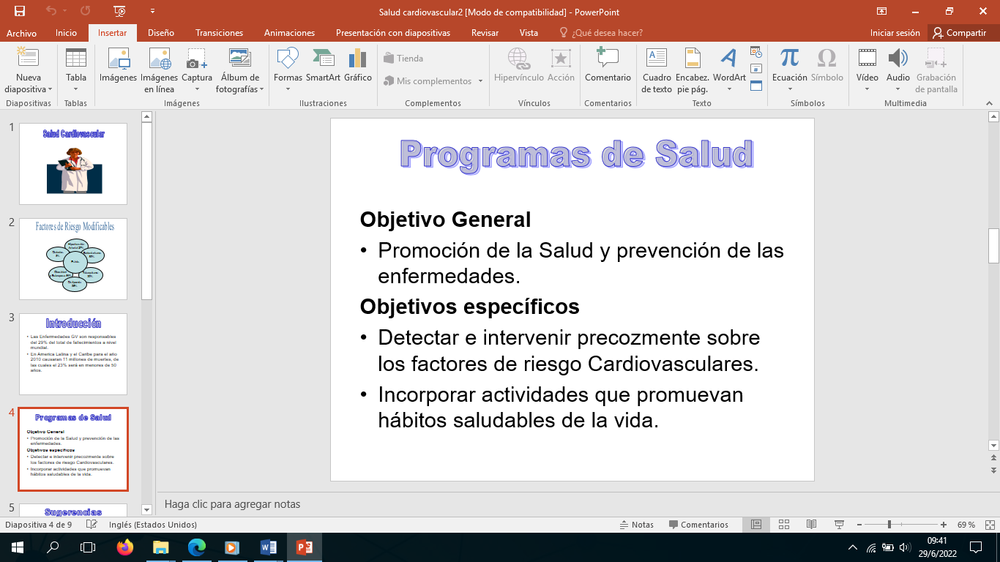 Salud cardiovascular2 [Modo de compatibilidad] - PowerPoint
Archivo Inicio Insertar Diseño Transiciones Animaciones Presentación con diapositivas Revisar Vista ¿Qué desea hacer? Iniciar sesión Compartir
Nueva diapositiva
Tabla
Imágenes
Imágenes en línea
Captura
Álbum de fotografías
Formas
SmartArt
Gráfico
Tienda
Mis complementos
Hipervínculo
Acción
Comentario
Cuadro de texto
Encabez. pie pág.
WordArt
Ecuación
Símbolo
Vídeo
Audio
Grabación de pantalla
Diapositivas Tablas Imágenes Ilustraciones Complementos Vínculos Comentarios Texto Símbolos Multimedia
1
Salud Cardiovascular
2
Factores de Riesgo Modificables
3
Introducción
• Las Enfermedades GV son responsables
del 29% del total de fallecimientos a nivel
mundial.
• En America Latina y el Caribe para el año
2010 causaran 11 millones de muertes, de
las cuales el 23% será en menores de 50
años.
4
Programas de Salud
Objetivo General
• Promoción de la Salud y prevención de las
enfermedades.
Objetivos específicos
• Detectar e intervenir precozmente sobre
los factores de riesgo Cardiovasculares.
• Incorporar actividades que promuevan
hábitos saludables de la vida.
5
Sugerencias
Programas de Salud
Objetivo General
• Promoción de la Salud y prevención de las
enfermedades.
Objetivos específicos
• Detectar e intervenir precozmente sobre
los factores de riesgo Cardiovasculares.
• Incorporar actividades que promuevan
hábitos saludables de la vida.
Haga clic para agregar notas
Diapositiva 4 de 9 Inglés (Estados Unidos) Notas Comentarios 69 %
09:41
29/6/2022